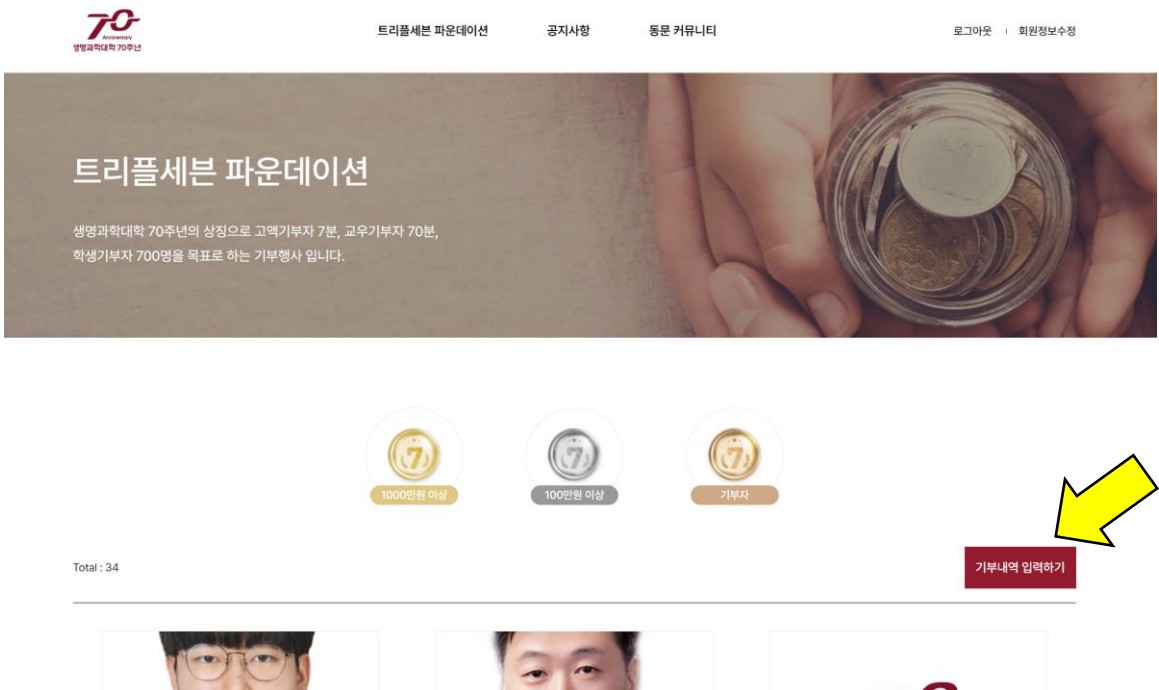 70
Anniversary
생명과학대학 70주년
트리플세븐 파운데이션
공지사항
동문 커뮤니티
로그아웃
회원정보수정
트리플세븐 파운데이션
생명과학대학 70주년의 상징으로 고액기부자 7분, 교우기부자 70분,
학생기부자 700명을 목표로 하는 기부행사 입니다.
7
1000만원 이상
7
100만원 이상
7
기부자
Total : 34
기부내역 입력하기